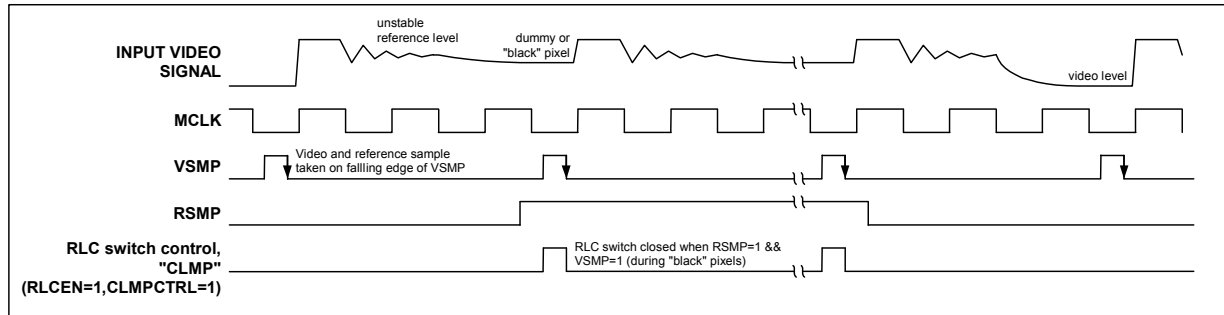 unstable
reference level
dummy or
"black" pixel
INPUT VIDEO
SIGNAL
video level
MCLK
VSMP
Video and reference sample
taken on fallling edge of VSMP
RSMP
RLC switch control,
"CLMP"
(RLCEN=1,CLMPCTRL=1)
RLC switch closed when RSMP=1 &&
VSMP=1 (during "black" pixels)